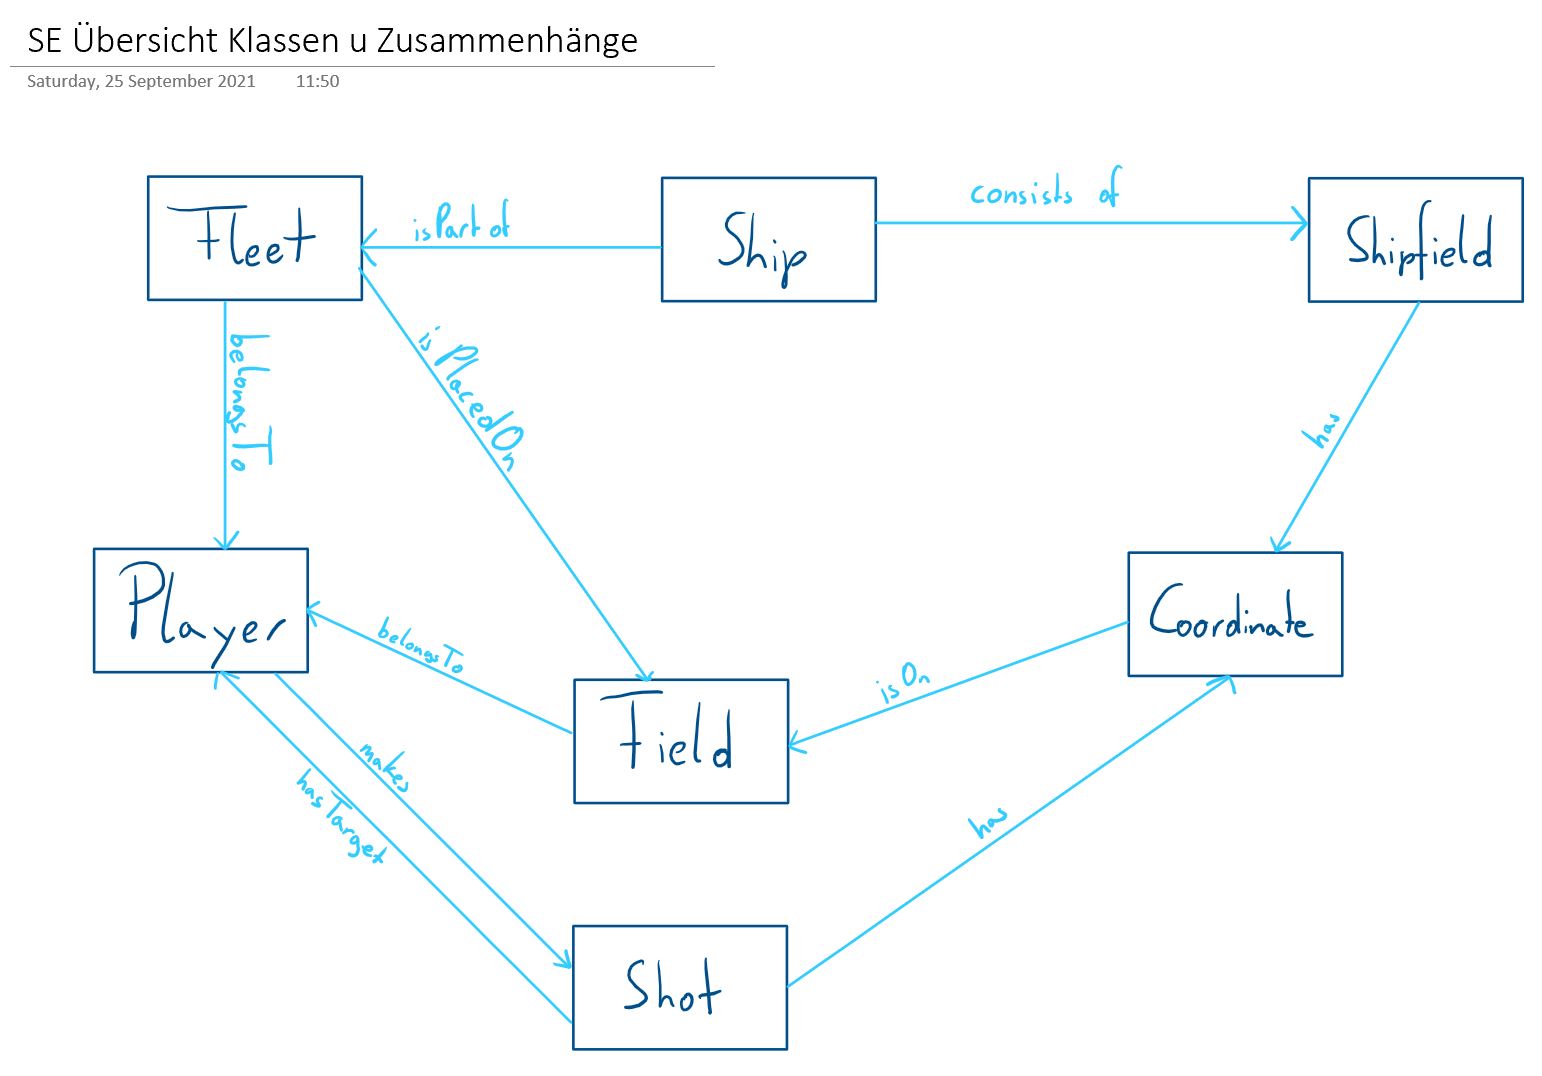 SE Übersicht Klassen u Zusammenhänge
Saturday, 25 September 2021 11:50
Fleet
isPart of
Ship
consists of
Shipfield
belongsTo
isPlacedOn
has
Player
belongsTo
Field
isOn
Coordinate
makes
hasTarget
has
Shot